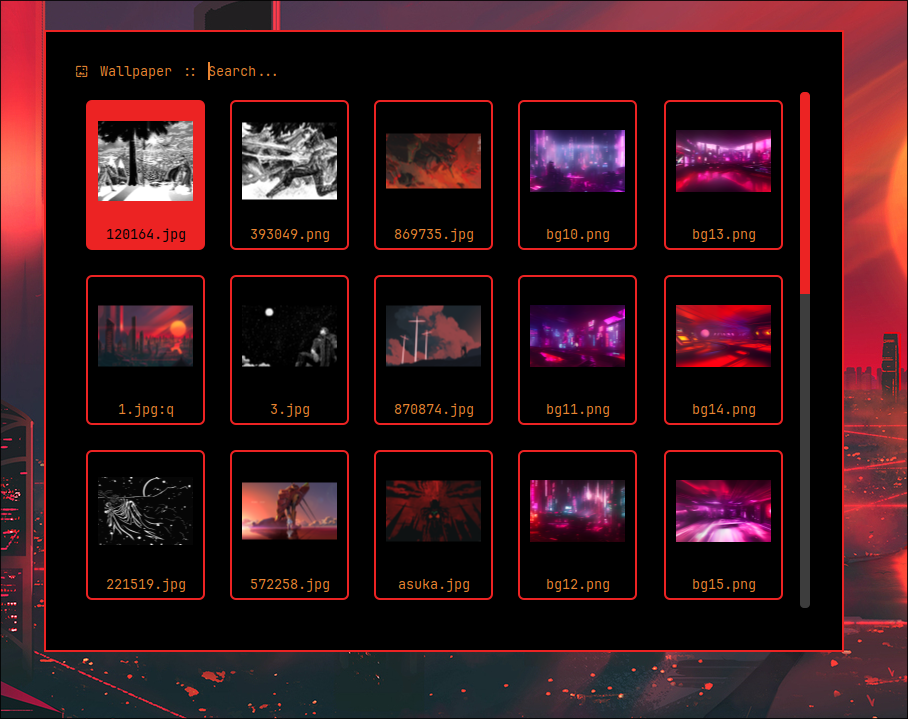 Wallpaper :: Search...
120164.jpg 393049.png 869735.jpg bg10.png bg13.png
1.jpg:q 3.jpg 870874.jpg bg11.png bg14.png
221519.jpg 572258.jpg asuka.jpg bg12.png bg15.png